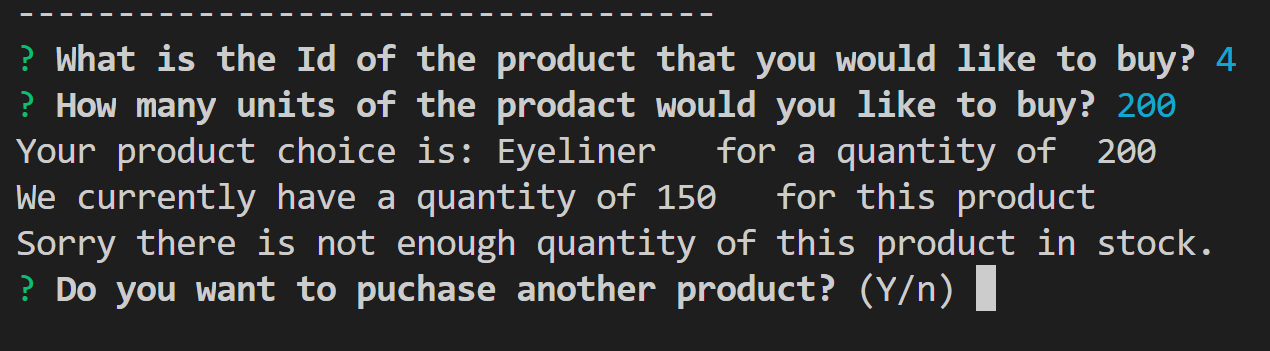 -----------------------------------
? What is the Id of the product that you would like to buy? 4
? How many units of the prodact would you like to buy? 200
Your product choice is: Eyeliner   for a quantity of  200
We currently have a quantity of 150   for this product
Sorry there is not enough quantity of this product in stock.
? Do you want to puchase another product? (Y/n)